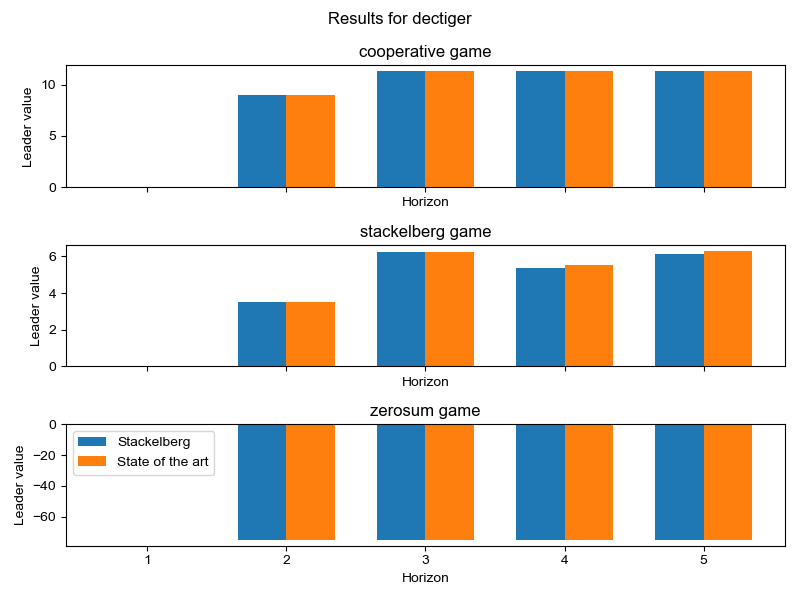 Results for dectiger
cooperative game
10
5
0
Leader value
Horizon
stackelberg game
6
4
2
0
Leader value
Horizon
zerosum game
0
−20
−40
−60
Leader value
Stackelberg
State of the art
1 2 3 4 5
Horizon